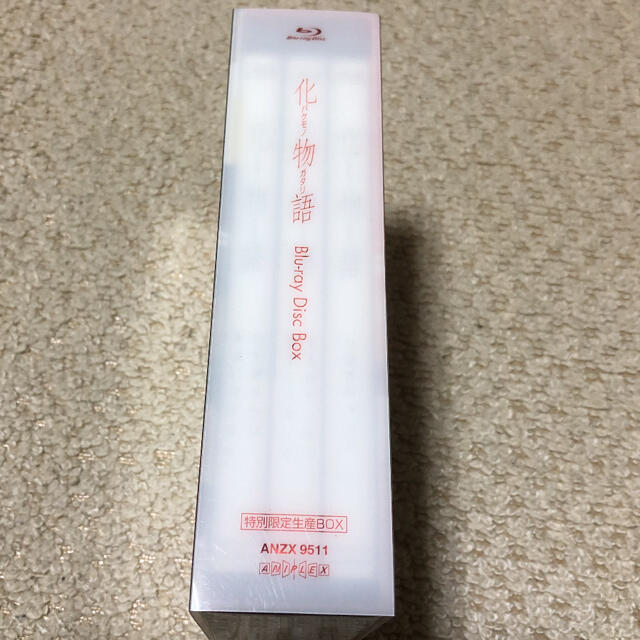 Blu-ray Disc
化物語
バケモノ
ガタリ
Blu-ray Disc Box
特別限定生産BOX
ANZX 9511
ANIPLEX